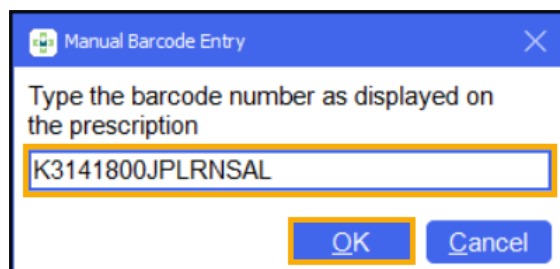 Manual Barcode Entry
Type the barcode number as displayed on
the prescription
K3141800JPLRNSAL
OK
Cancel